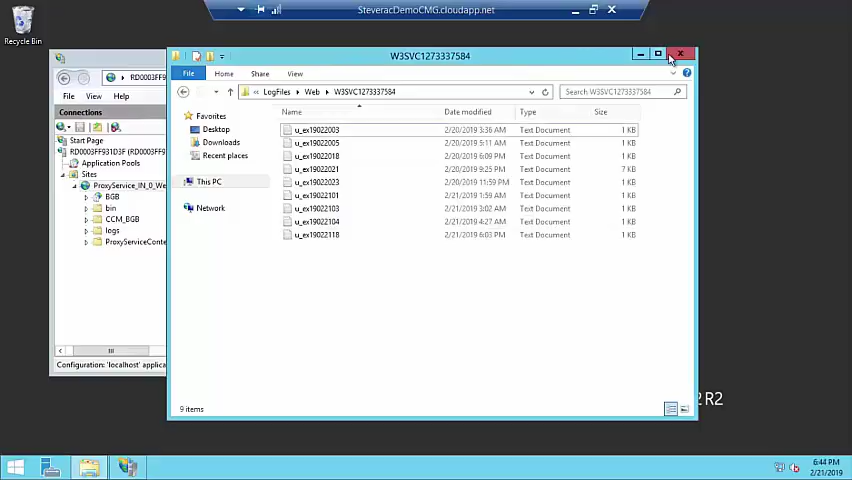 SteveracDemoCMG.cloudapp.net
Recycle Bin
W3SVC1273337584
File Home Share View
LogFiles Web W3SVC1273337584
Search W3SVC1273337584
Name Date modified Type Size
Favorites
Desktop
Downloads
Recent places
This PC
Network
u_ex19022003 2/20/2019 3:36 AM Text Document 1 KB
u_ex19022005 2/20/2019 5:11 AM Text Document 1 KB
u_ex19022018 2/20/2019 6:09 PM Text Document 1 KB
u_ex19022021 2/20/2019 9:25 PM Text Document 7 KB
u_ex19022023 2/20/2019 11:59 PM Text Document 1 KB
u_ex19022101 2/21/2019 1:59 AM Text Document 1 KB
u_ex19022103 2/21/2019 3:02 AM Text Document 1 KB
u_ex19022104 2/21/2019 4:27 AM Text Document 1 KB
u_ex19022118 2/21/2019 6:03 PM Text Document 1 KB
9 items
RD0003FF9
File View Help
Connections
Start Page
RD0003FF931D3F (RD0003FF9
Application Pools
Sites
ProxyService_IN_0_We
BGB
bin
CCM_BGB
logs
ProxyServiceConte
Configuration: 'localhost' applica
2 R2
6:44 PM
2/21/2019